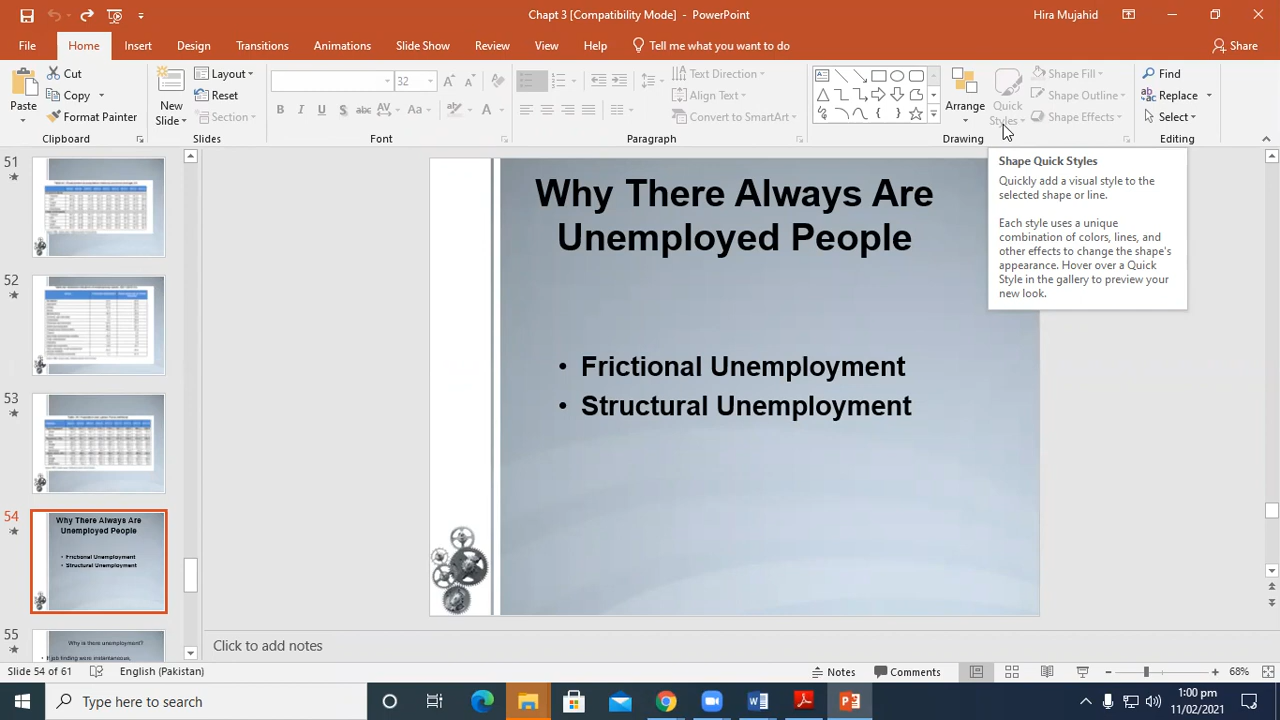 Chapt 3 [Compatibility Mode] - PowerPoint
Hira Mujahid
File
Home
Insert
Design
Transitions
Animations
Slide Show
Review
View
Help
Tell me what you want to do
Share
Paste
Cut
Copy
Format Painter
Clipboard
New
Slide
Layout
Reset
Section
Slides
32
B I U S abc AV Aa
A
Font
Text Direction
Align Text
Convert to SmartArt
Paragraph
Arrange
Quick
Styles
Shape Fill
Shape Outline
Shape Effects
Drawing
Find
Replace
Select
Editing
Shape Quick Styles
Quickly add a visual style to the
selected shape or line.
Each style uses a unique
combination of colors, lines, and
other effects to change the shape's
appearance. Hover over a Quick
Style in the gallery to preview your
new look.
51
52
53
54
Why There Always Are
Unemployed People
• Frictional Unemployment
• Structural Unemployment
55
Why is there unemployment?
• If job finding were instantaneous,
Why There Always Are
Unemployed People
• Frictional Unemployment
• Structural Unemployment
Click to add notes
Slide 54 of 61
English (Pakistan)
Notes
Comments
68%
Type here to search
1:00 pm
11/02/2021